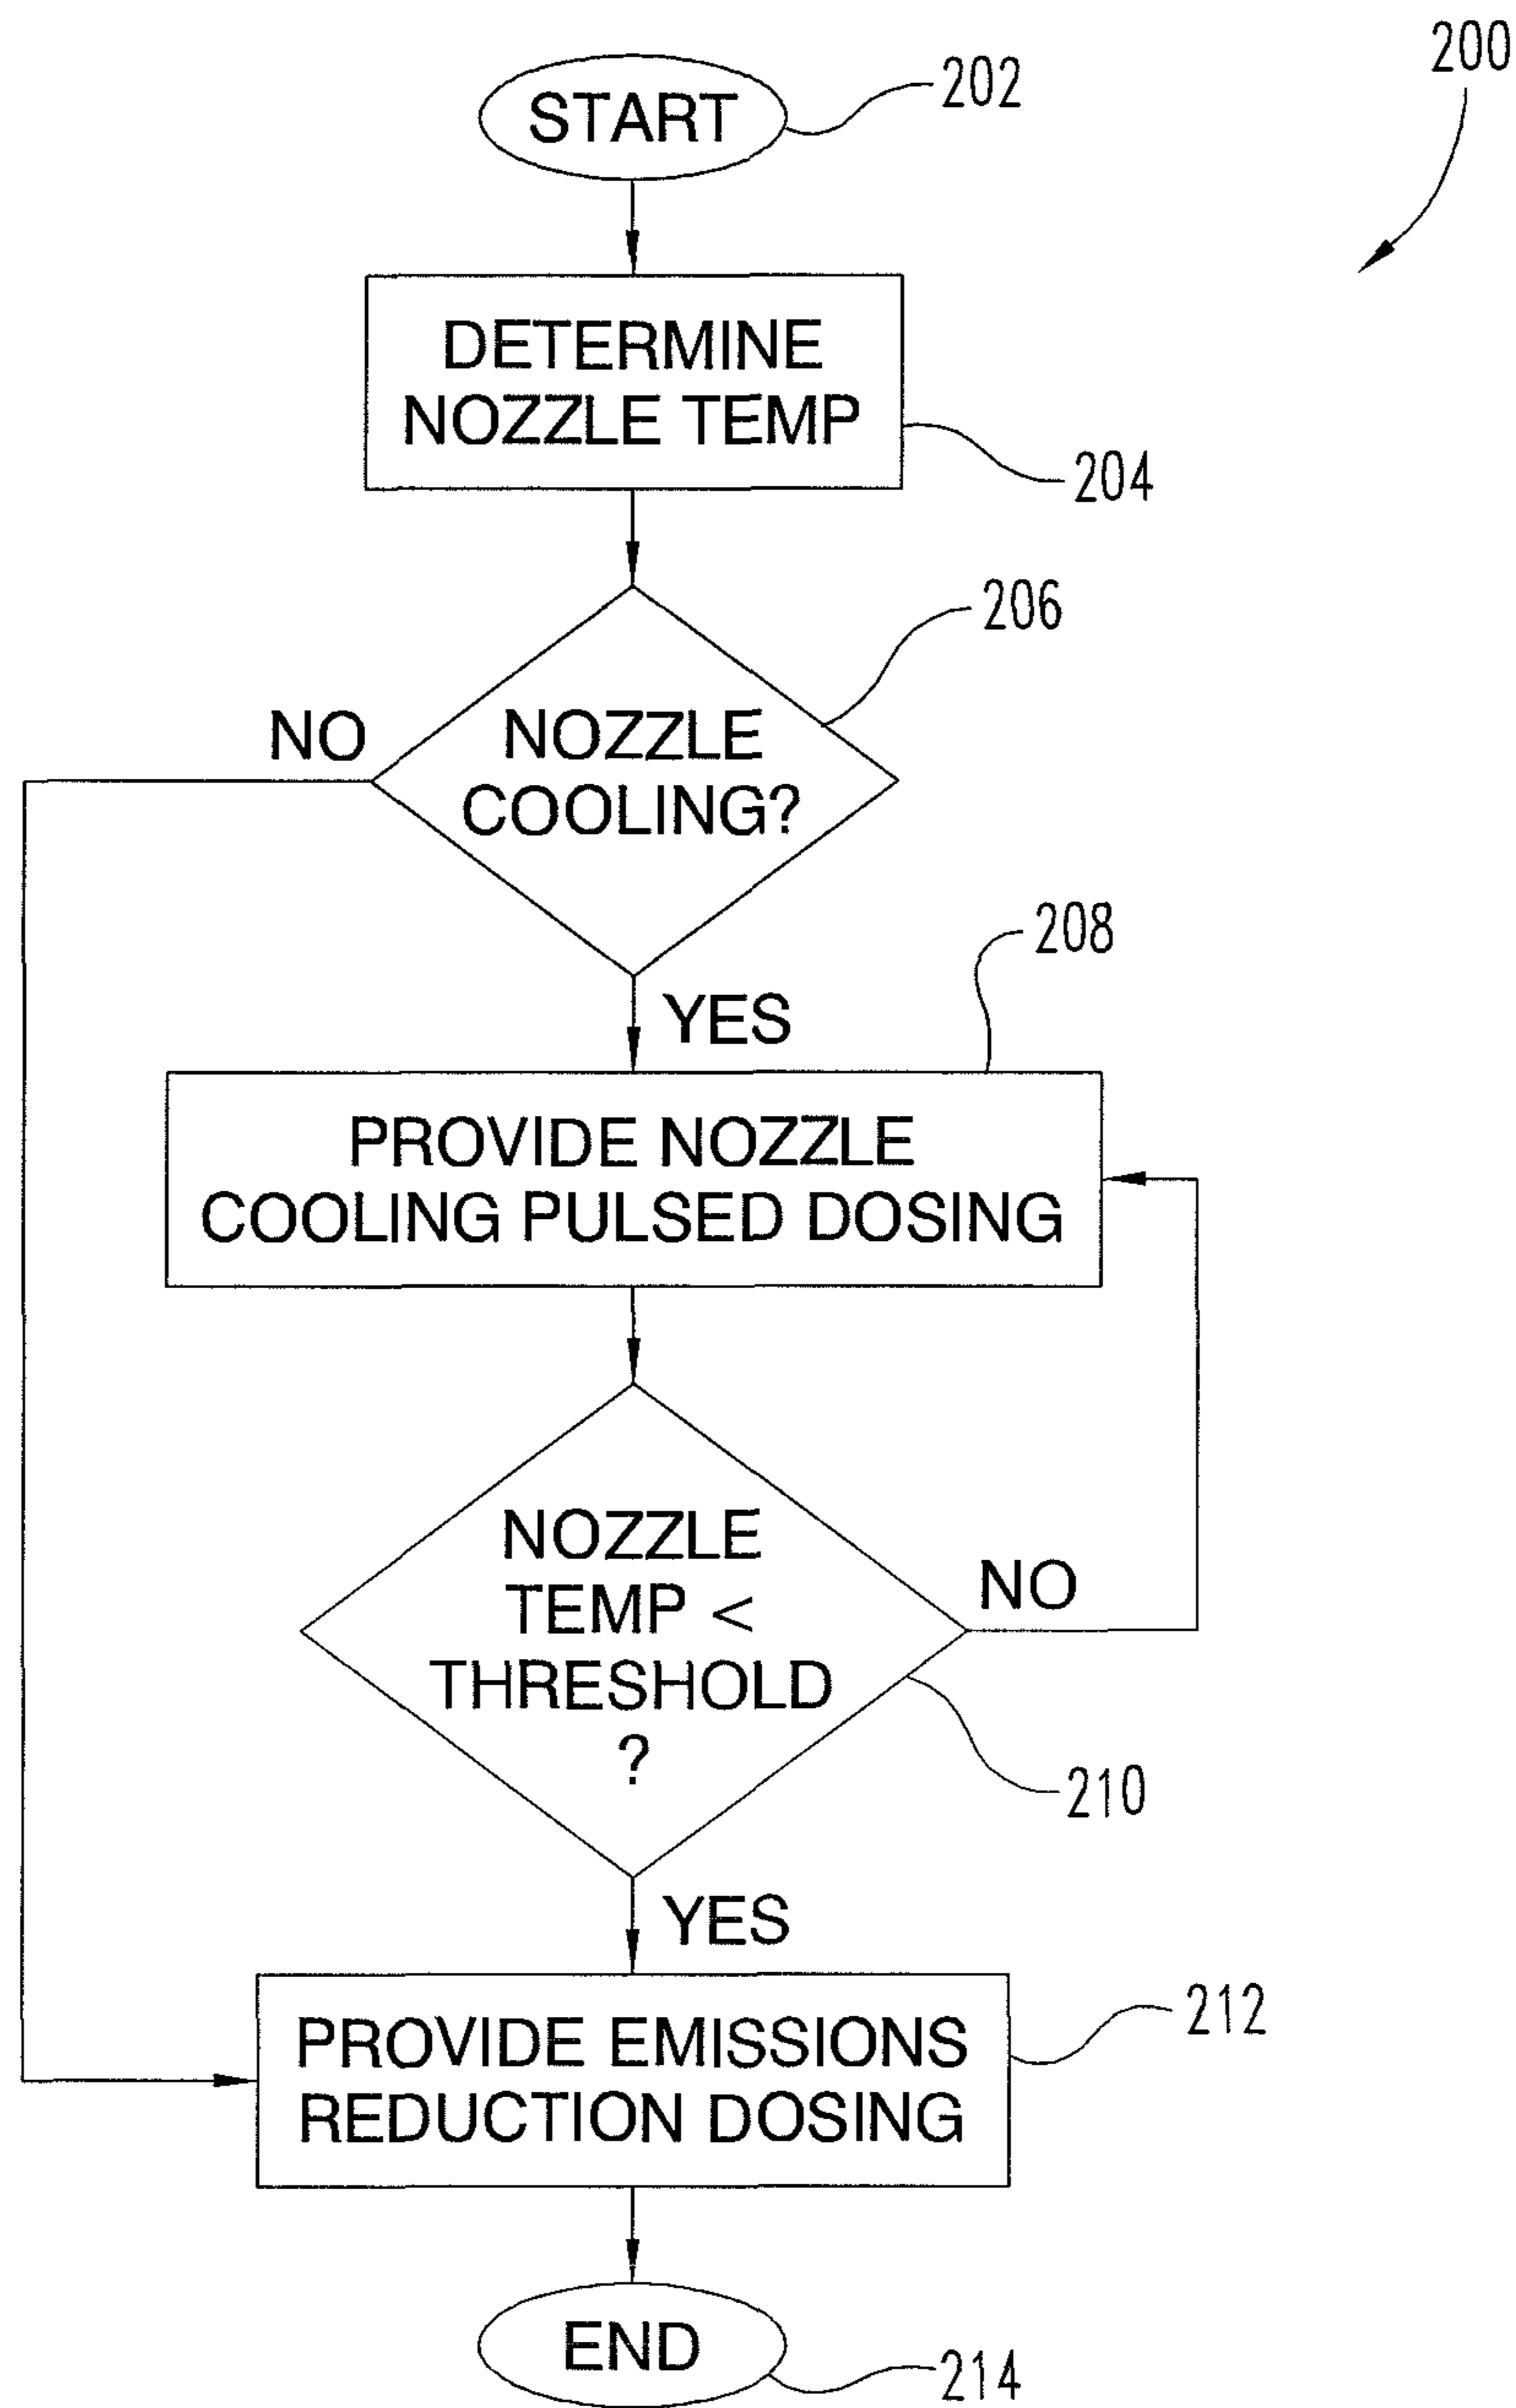 200
START
202
DETERMINE
NOZZLE TEMP
204
206
NO
NOZZLE
COOLING?
YES
208
PROVIDE NOZZLE
COOLING PULSED DOSING
NOZZLE
TEMP <
THRESHOLD
?
NO
210
YES
PROVIDE EMISSIONS
REDUCTION DOSING
212
END
214